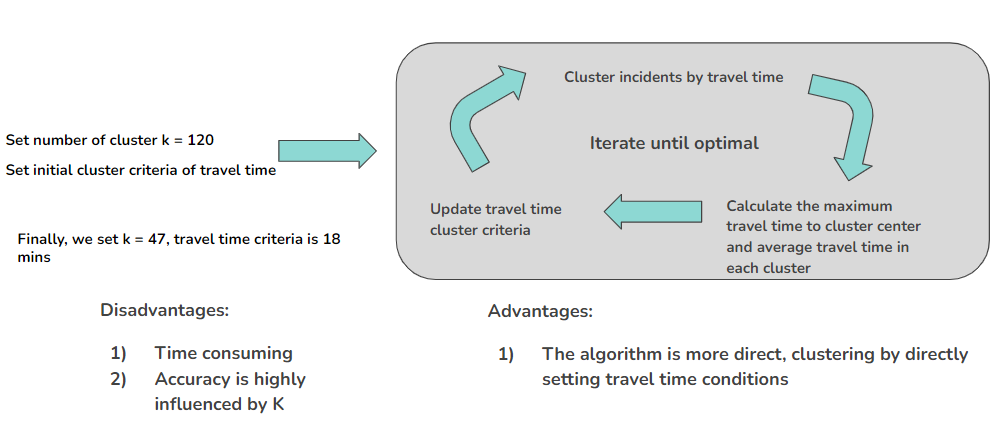 Set number of cluster k = 120
Set initial cluster criteria of travel time
Finally, we set k = 47, travel time criteria is 18
mins
Cluster incidents by travel time
Iterate until optimal
Calculate the maximum
travel time to cluster center
and average travel time in
each cluster
Update travel time
cluster criteria
Disadvantages:
1) Time consuming
2) Accuracy is highly
influenced by K
Advantages:
1) The algorithm is more direct, clustering by directly
setting travel time conditions